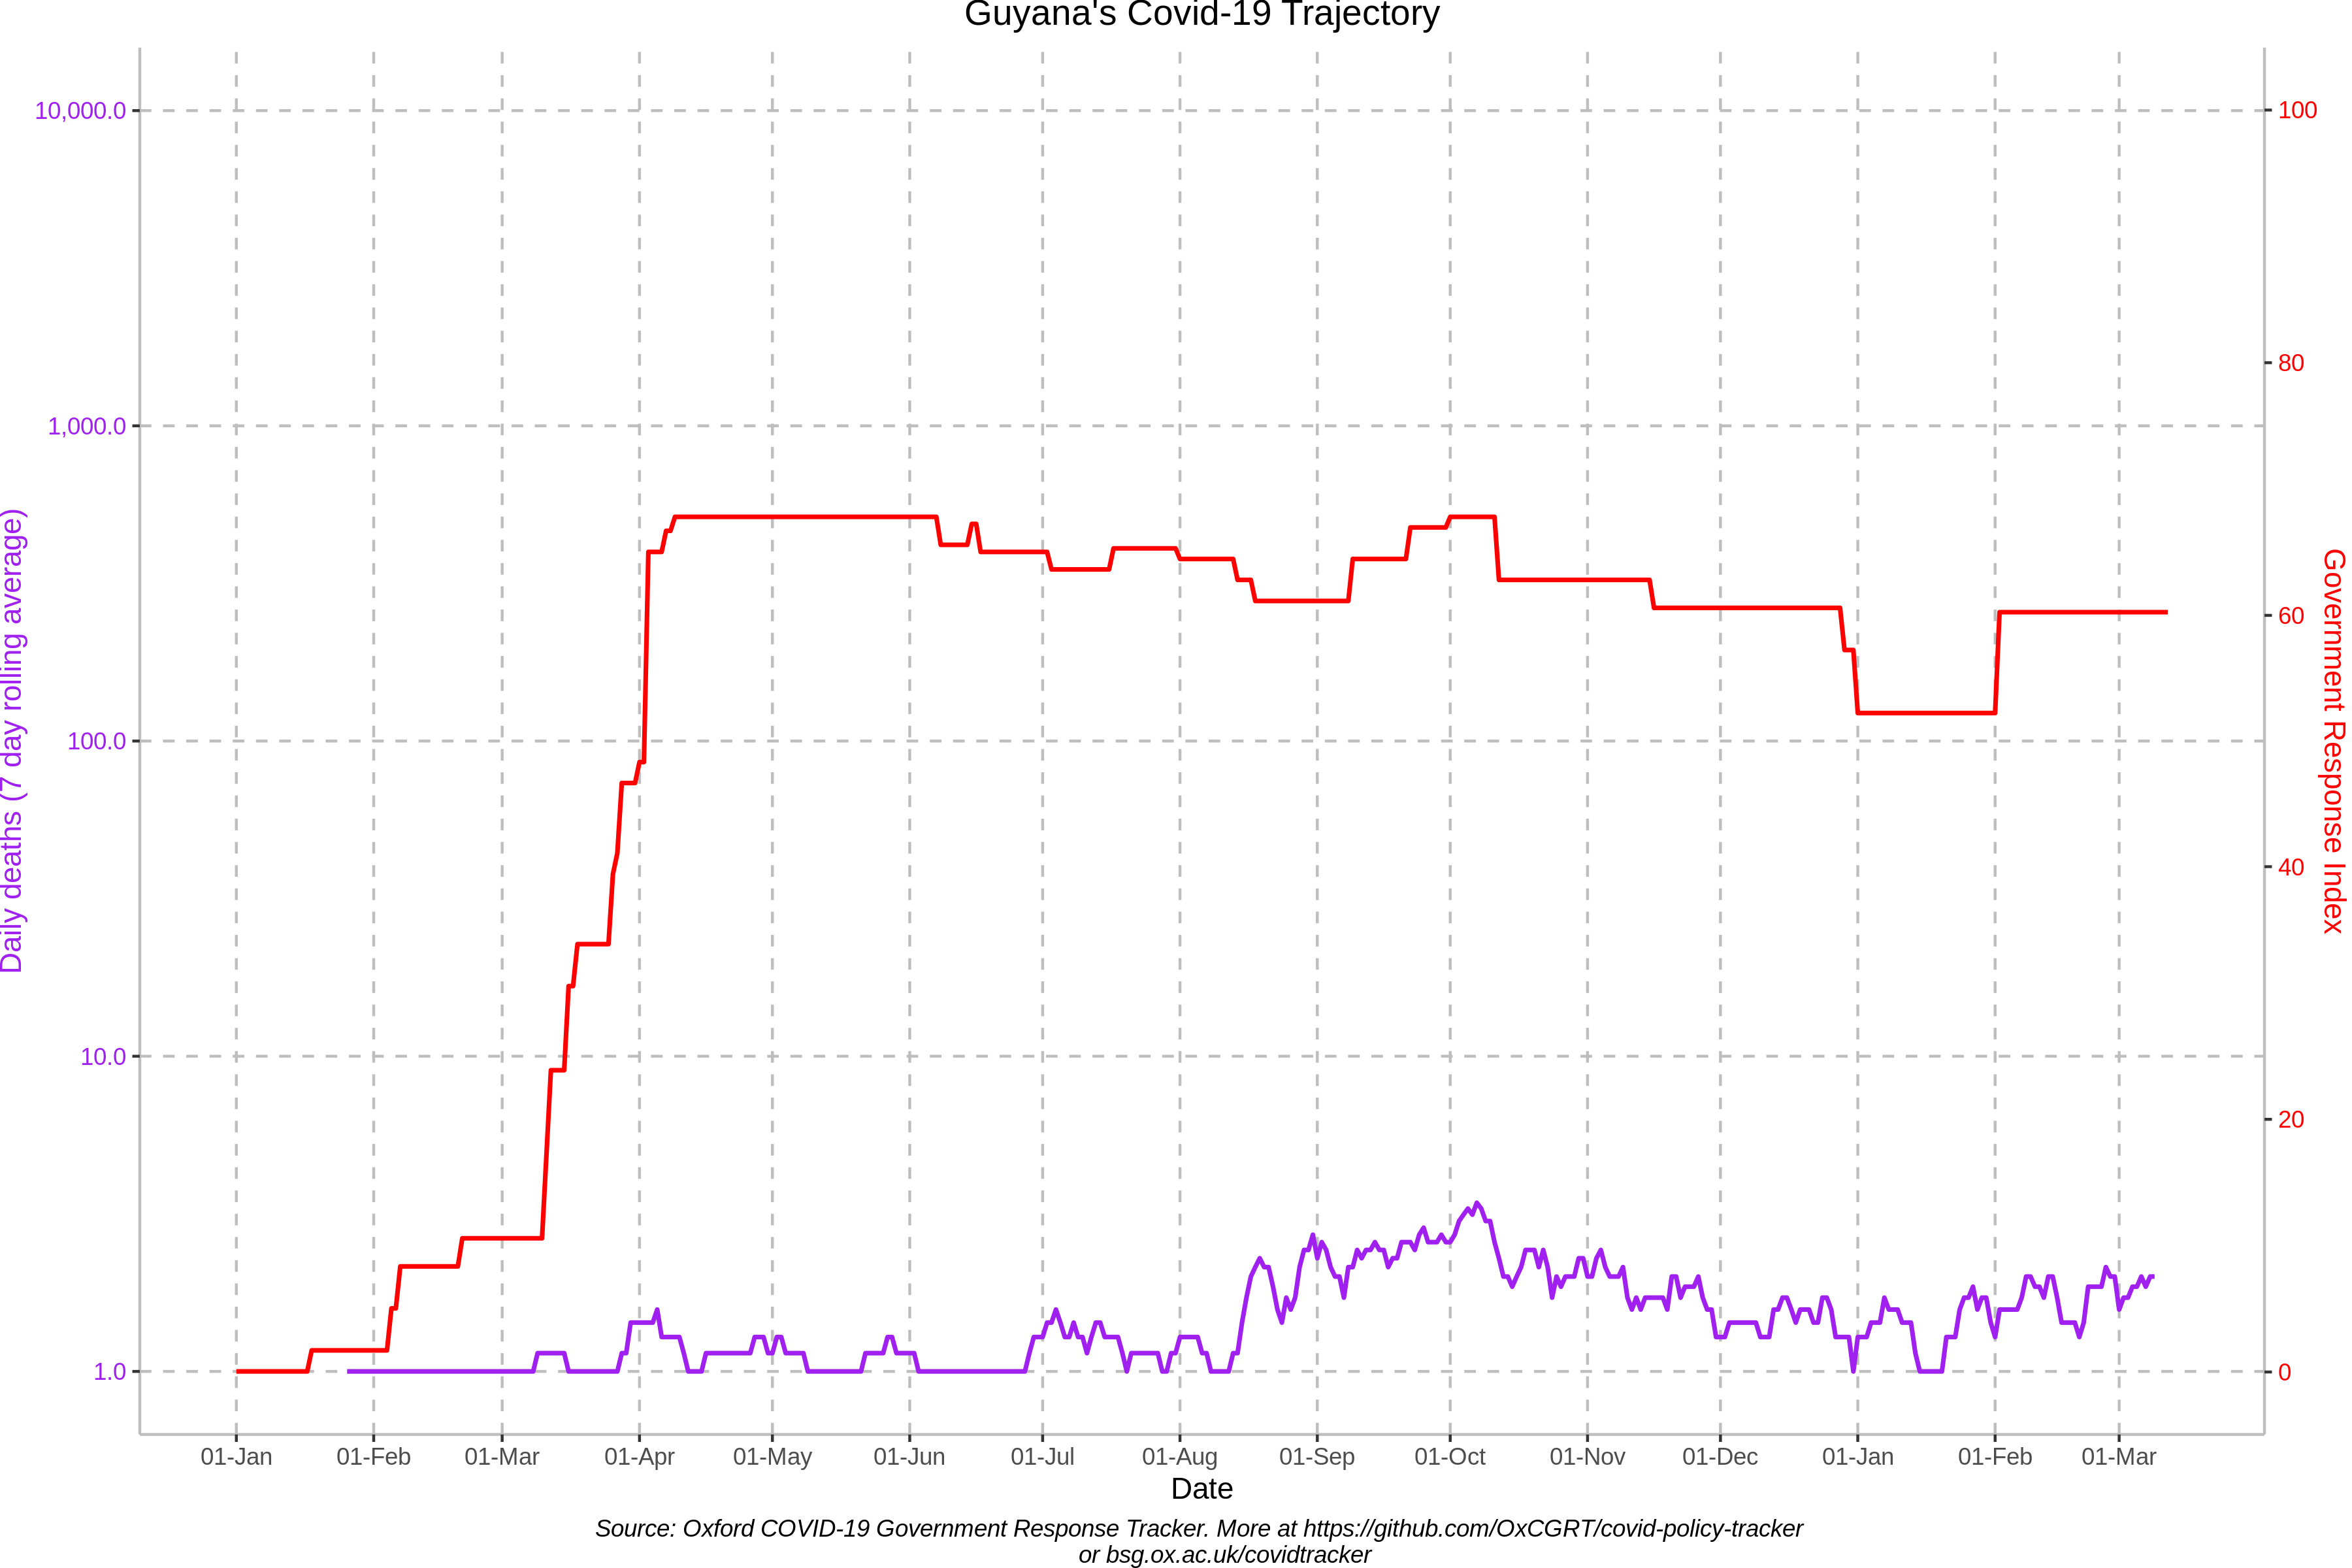 Guyana's Covid-19 Trajectory
10,000.0
1,000.0
100.0
10.0
1.0
Daily deaths (7 day rolling average)
100
80
60
40
20
0
Government Response Index
01-Jan 01-Feb 01-Mar 01-Apr 01-May 01-Jun 01-Jul 01-Aug 01-Sep 01-Oct 01-Nov 01-Dec 01-Jan 01-Feb 01-Mar
Date
Source: Oxford COVID-19 Government Response Tracker. More at https://github.com/OxCGRT/covid-policy-tracker
or bsg.ox.ac.uk/covidtracker